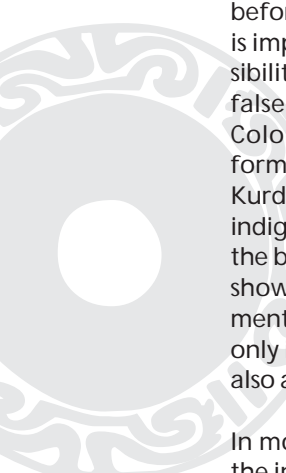 befor
is imp
sibilit
false
Colo
form
Kurd
indig
the b
show
ment
only
also a
In mo
the in